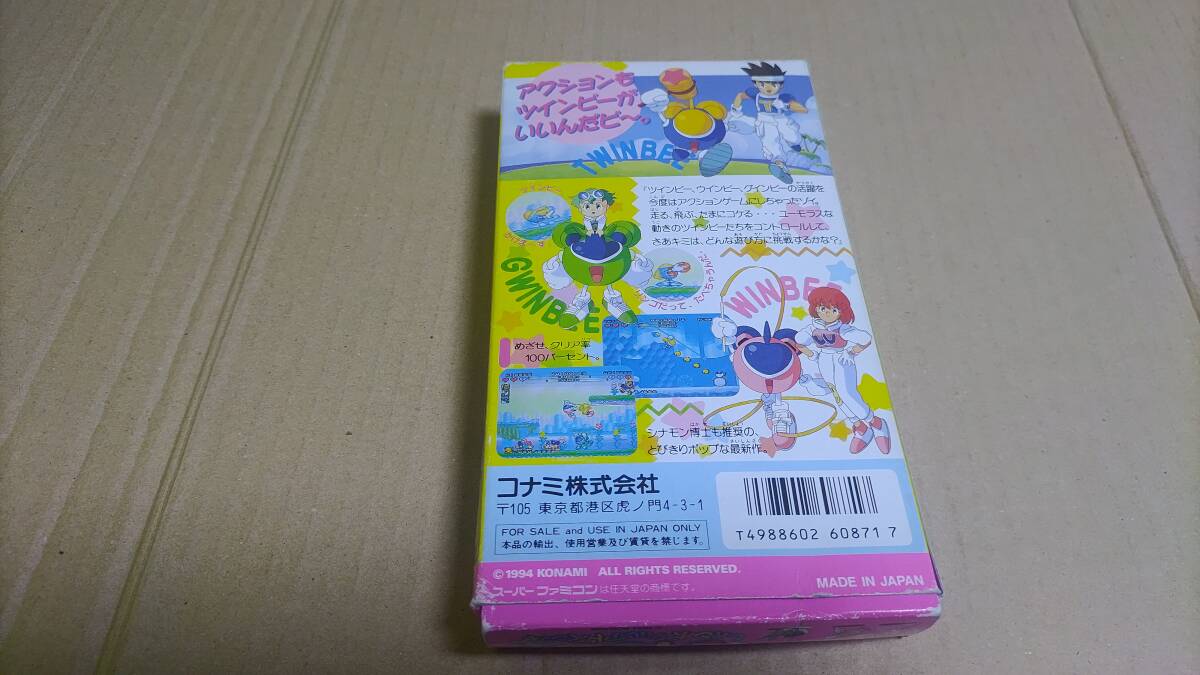 アクションも
ツインビーが、
いいんだビ〜。
TWINBEE
『ツインビー、ウインビー、グインビーの活躍を
今度はアクションゲームにしちゃったゾイ。
走る、飛ぶ、たまにコケる・・・ユーモラスな
動きのツインビーたちをコントロールして、
さあキミは、どんな遊び方に挑戦するかな?』
GWINBEE
WINBEE
めざせ、クリア率
100パーセント。
シナモン博士も推奨の、
とびきりポップな最新作。
コナミ株式会社
〒105 東京都港区虎ノ門4-3-1
FOR SALE and USE IN JAPAN ONLY
本品の輸出、使用営業及び賃貸を禁じます。
T4988602 60871 7
©1994 KONAMI ALL RIGHTS RESERVED.
スーパーファミコンは任天堂の商標です。
MADE IN JAPAN